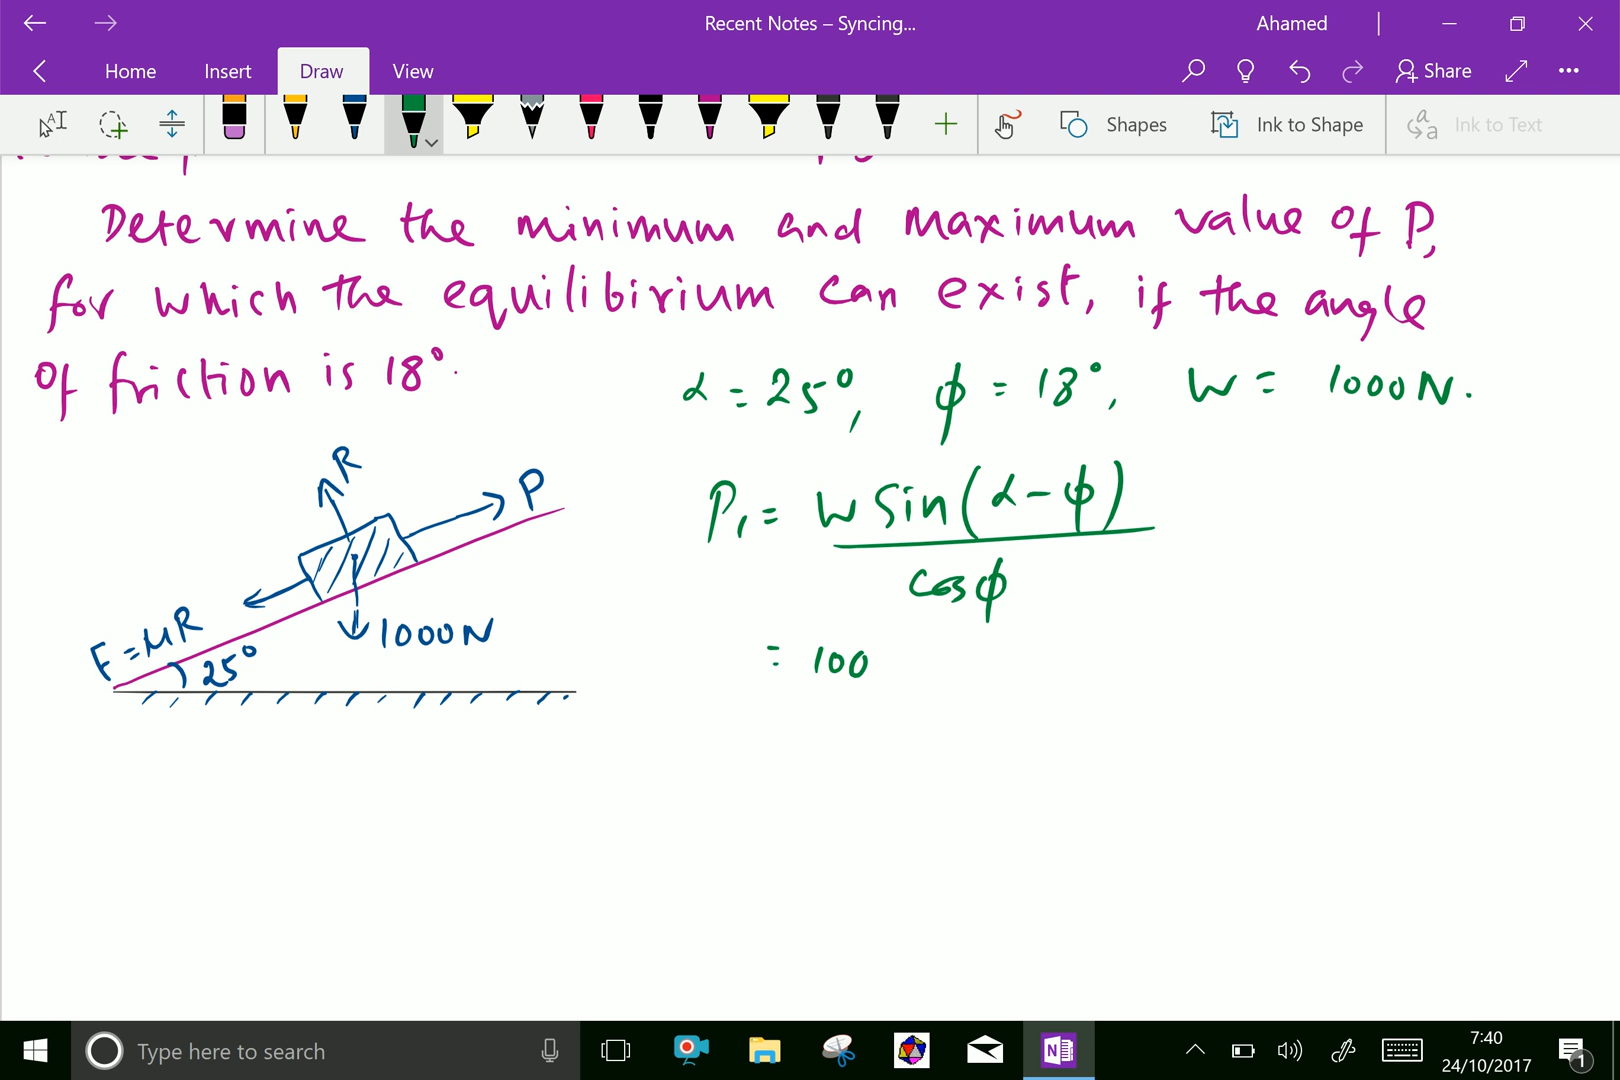 Recent Notes – Syncing...
Ahamed
Home Insert Draw View
Share
Shapes
Ink to Shape
Ink to Text
Determine the minimum and maximum value of P,
for which the equilibirium can exist, if the angle
of friction is 18°.
α = 25°, φ = 18°, W = 1000N.
R
P
F = μR
1000N
25°
P₁ = W Sin (α - φ)
cos φ
= 100
Type here to search
7:40
24/10/2017
1